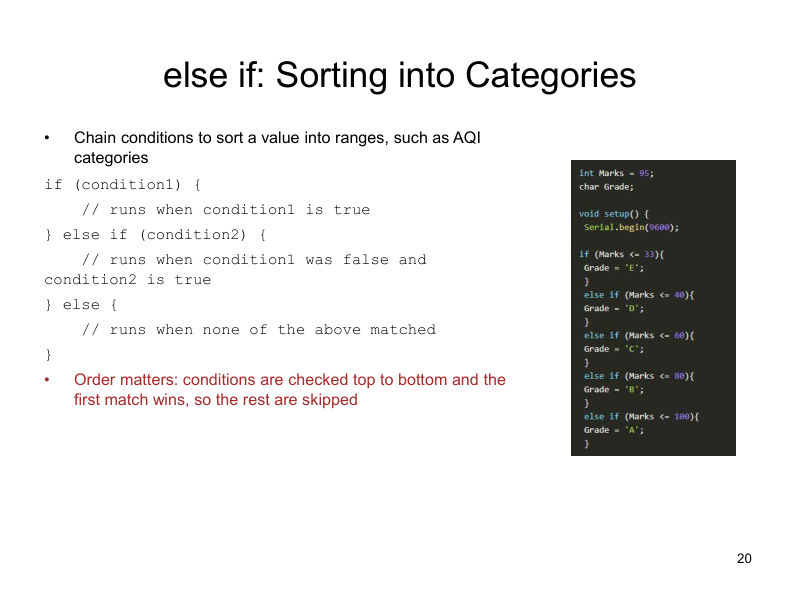 else if: Sorting into Categories
• Chain conditions to sort a value into ranges, such as AQI
categories
if (condition1) {
// runs when condition1 is true
} else if (condition2) {
// runs when condition1 was false and
condition2 is true
} else {
// runs when none of the above matched
}
• Order matters: conditions are checked top to bottom and the
first match wins, so the rest are skipped
int Marks = 95;
char Grade;
void setup() {
Serial.begin(9600);
if (Marks <= 33){
Grade = 'E';
}
else if (Marks <= 40){
Grade = 'D';
}
else if (Marks <= 60){
Grade = 'C';
}
else if (Marks <= 80){
Grade = 'B';
}
else if (Marks <= 100){
Grade = 'A';
}
20